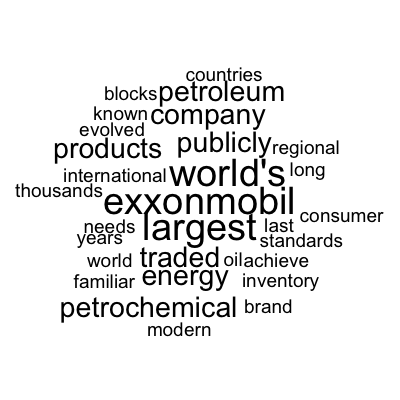 countries
blocks petroleum
known company
evolved
products publicly regional
international world's long
thousands
exxonmobil
consumer
needs largest last
years standards
world traded oil achieve
familiar energy inventory
petrochemical brand
modern